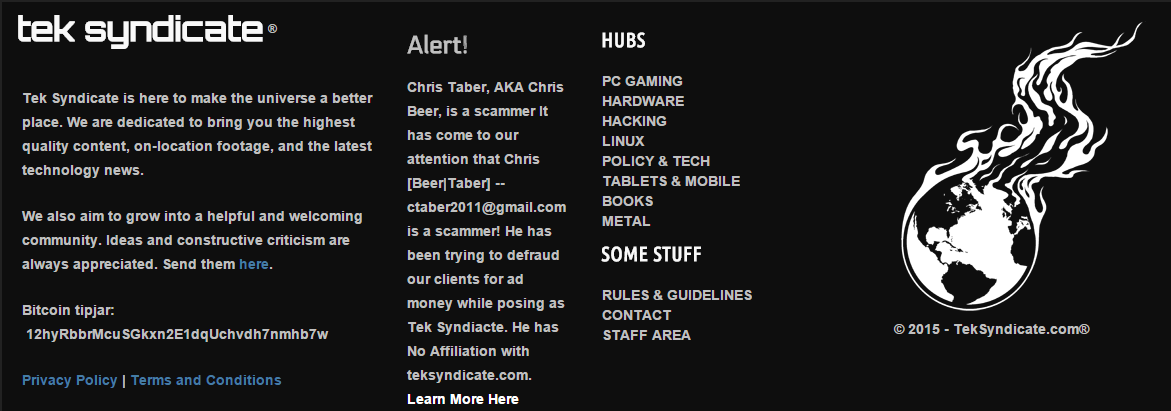 tek syndicate ®
Tek Syndicate is here to make the universe a better
place. We are dedicated to bring you the highest
quality content, on-location footage, and the latest
technology news.
We also aim to grow into a helpful and welcoming
community. Ideas and constructive criticism are
always appreciated. Send them here.
Bitcoin tipjar:
12hyRbbrMcuSGkxn2E1dqUchvdh7nmhb7w
Privacy Policy | Terms and Conditions
Alert!
Chris Taber, AKA Chris
Beer, is a scammer It
has come to our
attention that Chris
[Beer|Taber] --
ctaber2011@gmail.com
is a scammer! He has
been trying to defraud
our clients for ad
money while posing as
Tek Syndiacte. He has
No Affiliation with
teksyndicate.com.
Learn More Here
HUBS
PC GAMING
HARDWARE
HACKING
LINUX
POLICY & TECH
TABLETS & MOBILE
BOOKS
METAL
SOME STUFF
RULES & GUIDELINES
CONTACT
STAFF AREA
© 2015 - TekSyndicate.com®